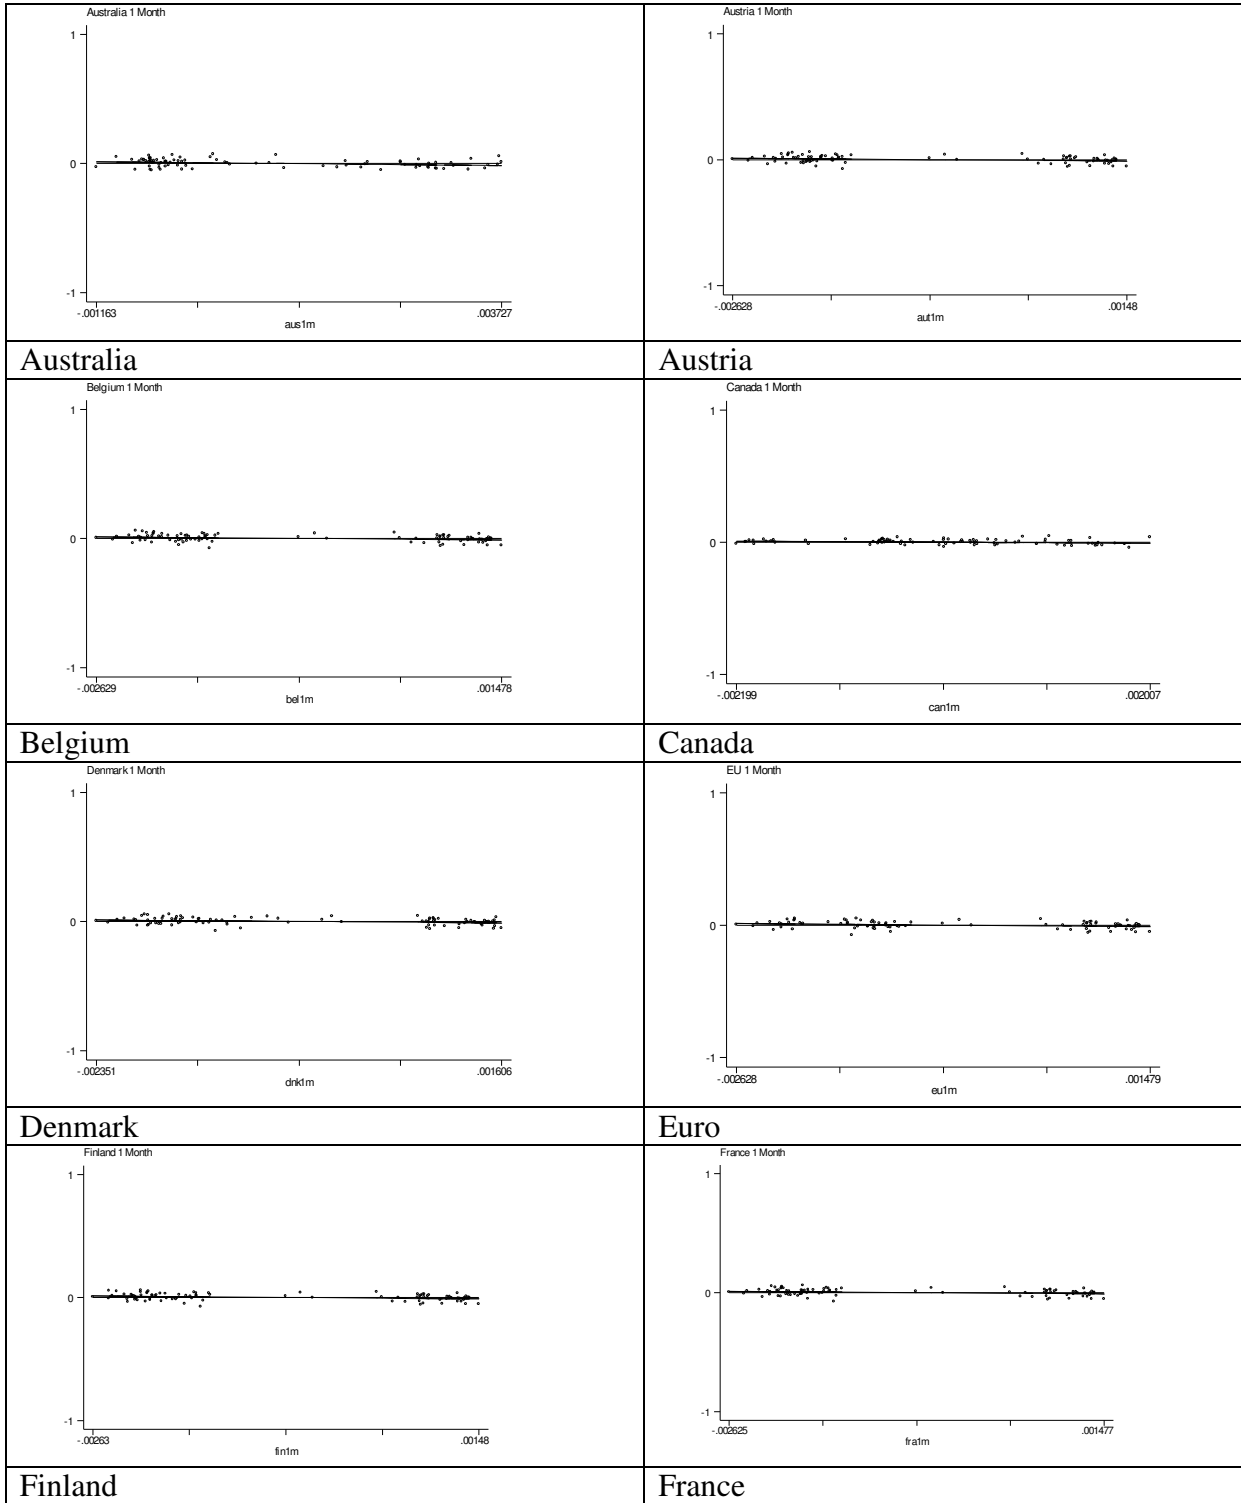 Australia 1 Month
1
0
-1
-.001163 .003727
aus1m
Austria 1 Month
1
0
-1
-.002628 .00148
aut1m
Australia
Austria
Belgium 1 Month
1
0
-1
-.002629 .001478
bel1m
Canada 1 Month
1
0
-1
-.002199 .002007
can1m
Belgium
Canada
Denmark 1 Month
1
0
-1
-.002351 .001606
dnk1m
EU 1 Month
1
0
-1
-.002628 .001479
eu1m
Denmark
Euro
Finland 1 Month
1
0
-1
-.00263 .00148
fin1m
France 1 Month
1
0
-1
-.002625 .001477
fra1m
Finland
France